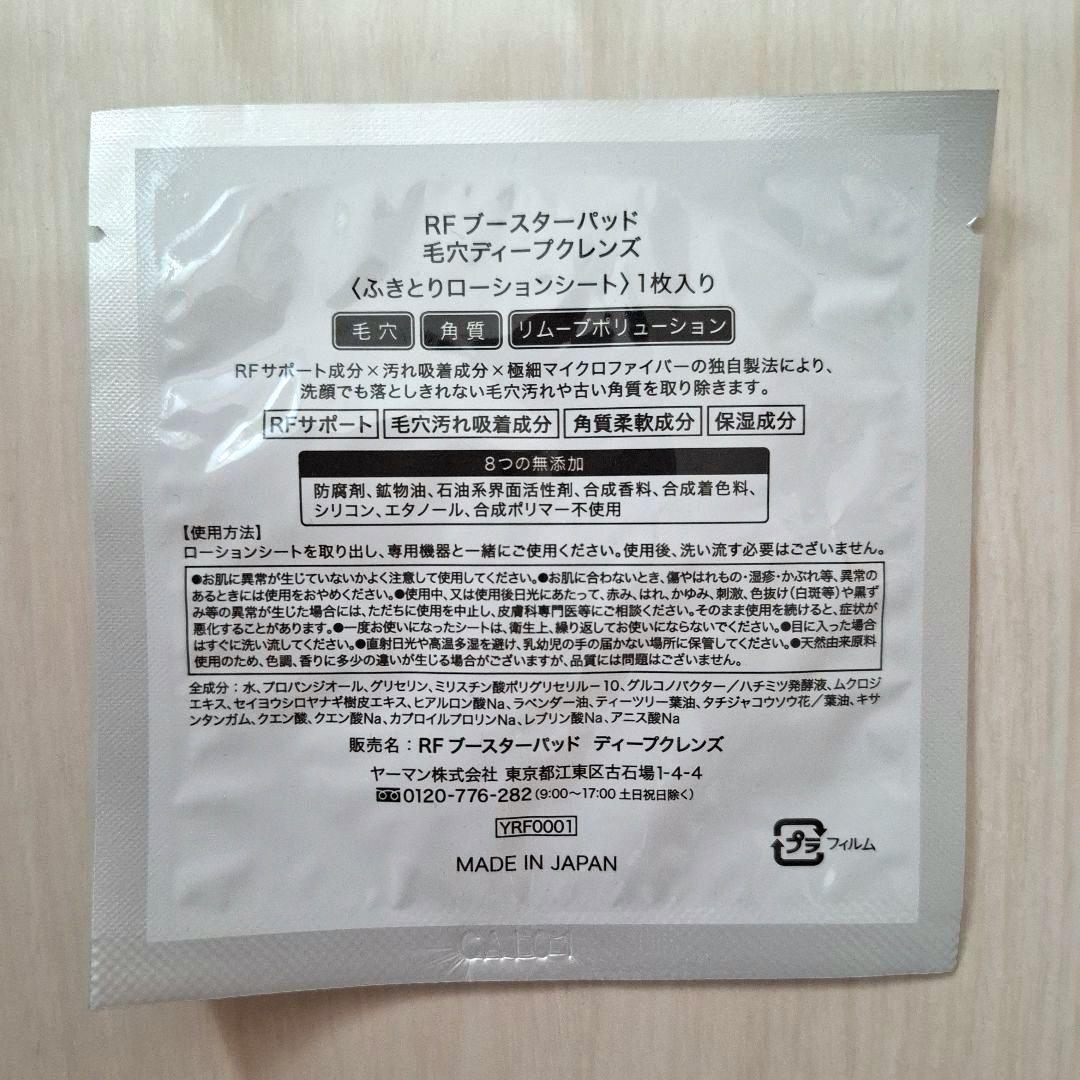 RF ブースターパッド
毛穴ディープクレンズ
〈ふきとりローションシート〉1枚入り
毛穴 角質 リムーブポリューション
RFサポート成分×汚れ吸着成分×極細マイクロファイバーの独自製法により、
洗顔でも落としきれない毛穴汚れや古い角質を取り除きます。
RFサポート 毛穴汚れ吸着成分 角質柔軟成分 保湿成分
8つの無添加
防腐剤、鉱物油、石油系界面活性剤、合成香料、合成着色料、
シリコン、エタノール、合成ポリマー不使用
【使用方法】
ローションシートを取り出し、専用機器と一緒にご使用ください。使用後、洗い流す必要はございません。
●お肌に異常が生じていないかよく注意して使用してください。●お肌に合わないとき、傷やはれもの・湿疹・かぶれ等、異常の
あるときには使用をおやめください。●使用中、又は使用後日光にあたって、赤み、はれ、かゆみ、刺激、色抜け(白斑等)や黒ず
み等の異常が生じた場合には、ただちに使用を中止し、皮膚科専門医等にご相談ください。そのまま使用を続けると、症状が
悪化することがあります。●一度お使いになったシートは、衛生上、繰り返してお使いにならないでください。●目に入った場合
はすぐに洗い流してください。●直射日光や高温多湿を避け、乳幼児の手の届かない場所に保管してください。●天然由来原料
使用のため、色調、香りに多少の違いが生じる場合がございますが、品質には問題はございません。
全成分：水、プロパンジオール、グリセリン、ミリスチン酸ポリグリセリル－10、グルコノバクター／ハチミツ発酵液、ムクロジ
エキス、セイヨウシロヤナギ樹皮エキス、ヒアルロン酸Na、ラベンダー油、ティーツリー葉油、タチジャコウソウ花／葉油、キサ
ンタンガム、クエン酸、クエン酸Na、カプロイルプロリンNa、レブリン酸Na、アニス酸Na
販売名：RF ブースターパッド ディープクレンズ
ヤーマン株式会社 東京都江東区古石場1-4-4
0120-776-282(9:00〜17:00 土日祝日除く)
YRF0001
プラ フィルム
MADE IN JAPAN